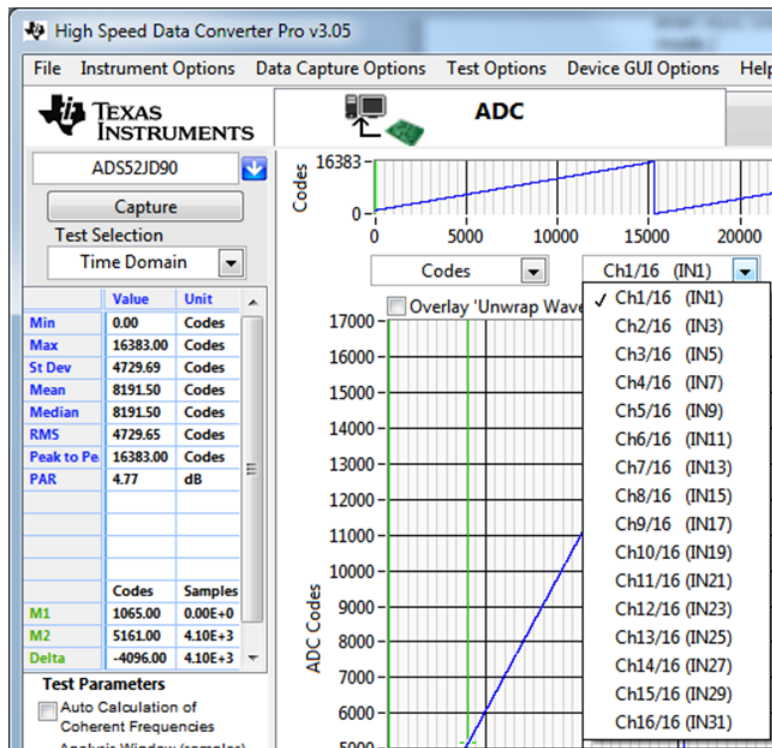 High Speed Data Converter Pro v3.05
File Instrument Options Data Capture Options Test Options Device GUI Options Help
TEXAS
INSTRUMENTS
ADC
ADS52JD90
Capture
Test Selection
Time Domain
Value Unit
Min 0.00 Codes
Max 16383.00 Codes
St Dev 4729.69 Codes
Mean 8191.50 Codes
Median 8191.50 Codes
RMS 4729.65 Codes
Peak to Pe 16383.00 Codes
PAR 4.77 dB
Codes Samples
M1 1065.00 0.00E+0
M2 5161.00 4.10E+3
Delta -4096.00 4.10E+3
Test Parameters
Auto Calculation of
Coherent Frequencies
Analysis Window (samples)
Codes
16383
0
0 5000 10000 15000 20000
Codes
Ch1/16 (IN1)
Overlay 'Unwrap Wave
ADC Codes
17000
16000
15000
14000
13000
12000
11000
10000
9000
8000
7000
6000
5000
✓ Ch1/16 (IN1)
Ch2/16 (IN3)
Ch3/16 (IN5)
Ch4/16 (IN7)
Ch5/16 (IN9)
Ch6/16 (IN11)
Ch7/16 (IN13)
Ch8/16 (IN15)
Ch9/16 (IN17)
Ch10/16 (IN19)
Ch11/16 (IN21)
Ch12/16 (IN23)
Ch13/16 (IN25)
Ch14/16 (IN27)
Ch15/16 (IN29)
Ch16/16 (IN31)